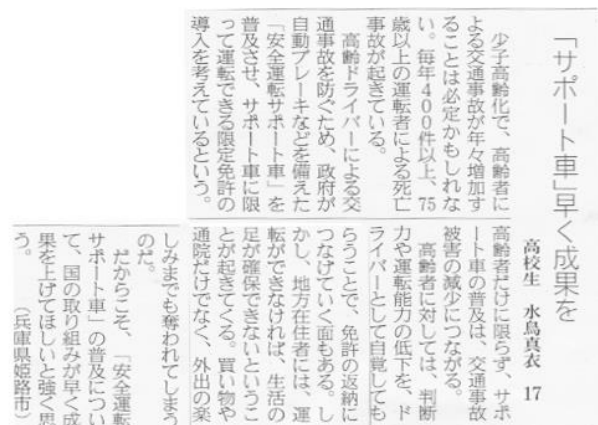 「サポート車」早く成果を
高校生 水鳥真衣 17
少子高齢化で、高齢者に
よる交通事故が年々増加す
ることは必定かもしれな
い。毎年400件以上、75
歳以上の運転者による死亡
事故が起きている。
高齢ドライバーによる交
通事故を防ぐため、政府が
自動ブレーキなどを備えた
「安全運転サポート車」を
普及させ、サポート車に限
って運転できる限定免許の
導入を考えているという。
高齢者だけに限らず、サポ
ート車の普及は、交通事故
被害の減少につながる。
高齢者に対しては、判断
力や運転能力の低下を、ド
ライバーとして自覚しても
らうことで、免許の返納に
つなげていく面もある。し
かし、地方在住者には、運
転ができなければ、生活の
足が確保できないというこ
とが起きてくる。買い物や
通院だけでなく、外出の楽
しみまでも奪われてしまう
のだ。
だからこそ、「安全運転
サポート車」の普及につい
て、国の取り組みが早く成
果を上げてほしいと強く思
う。 (兵庫県姫路市)